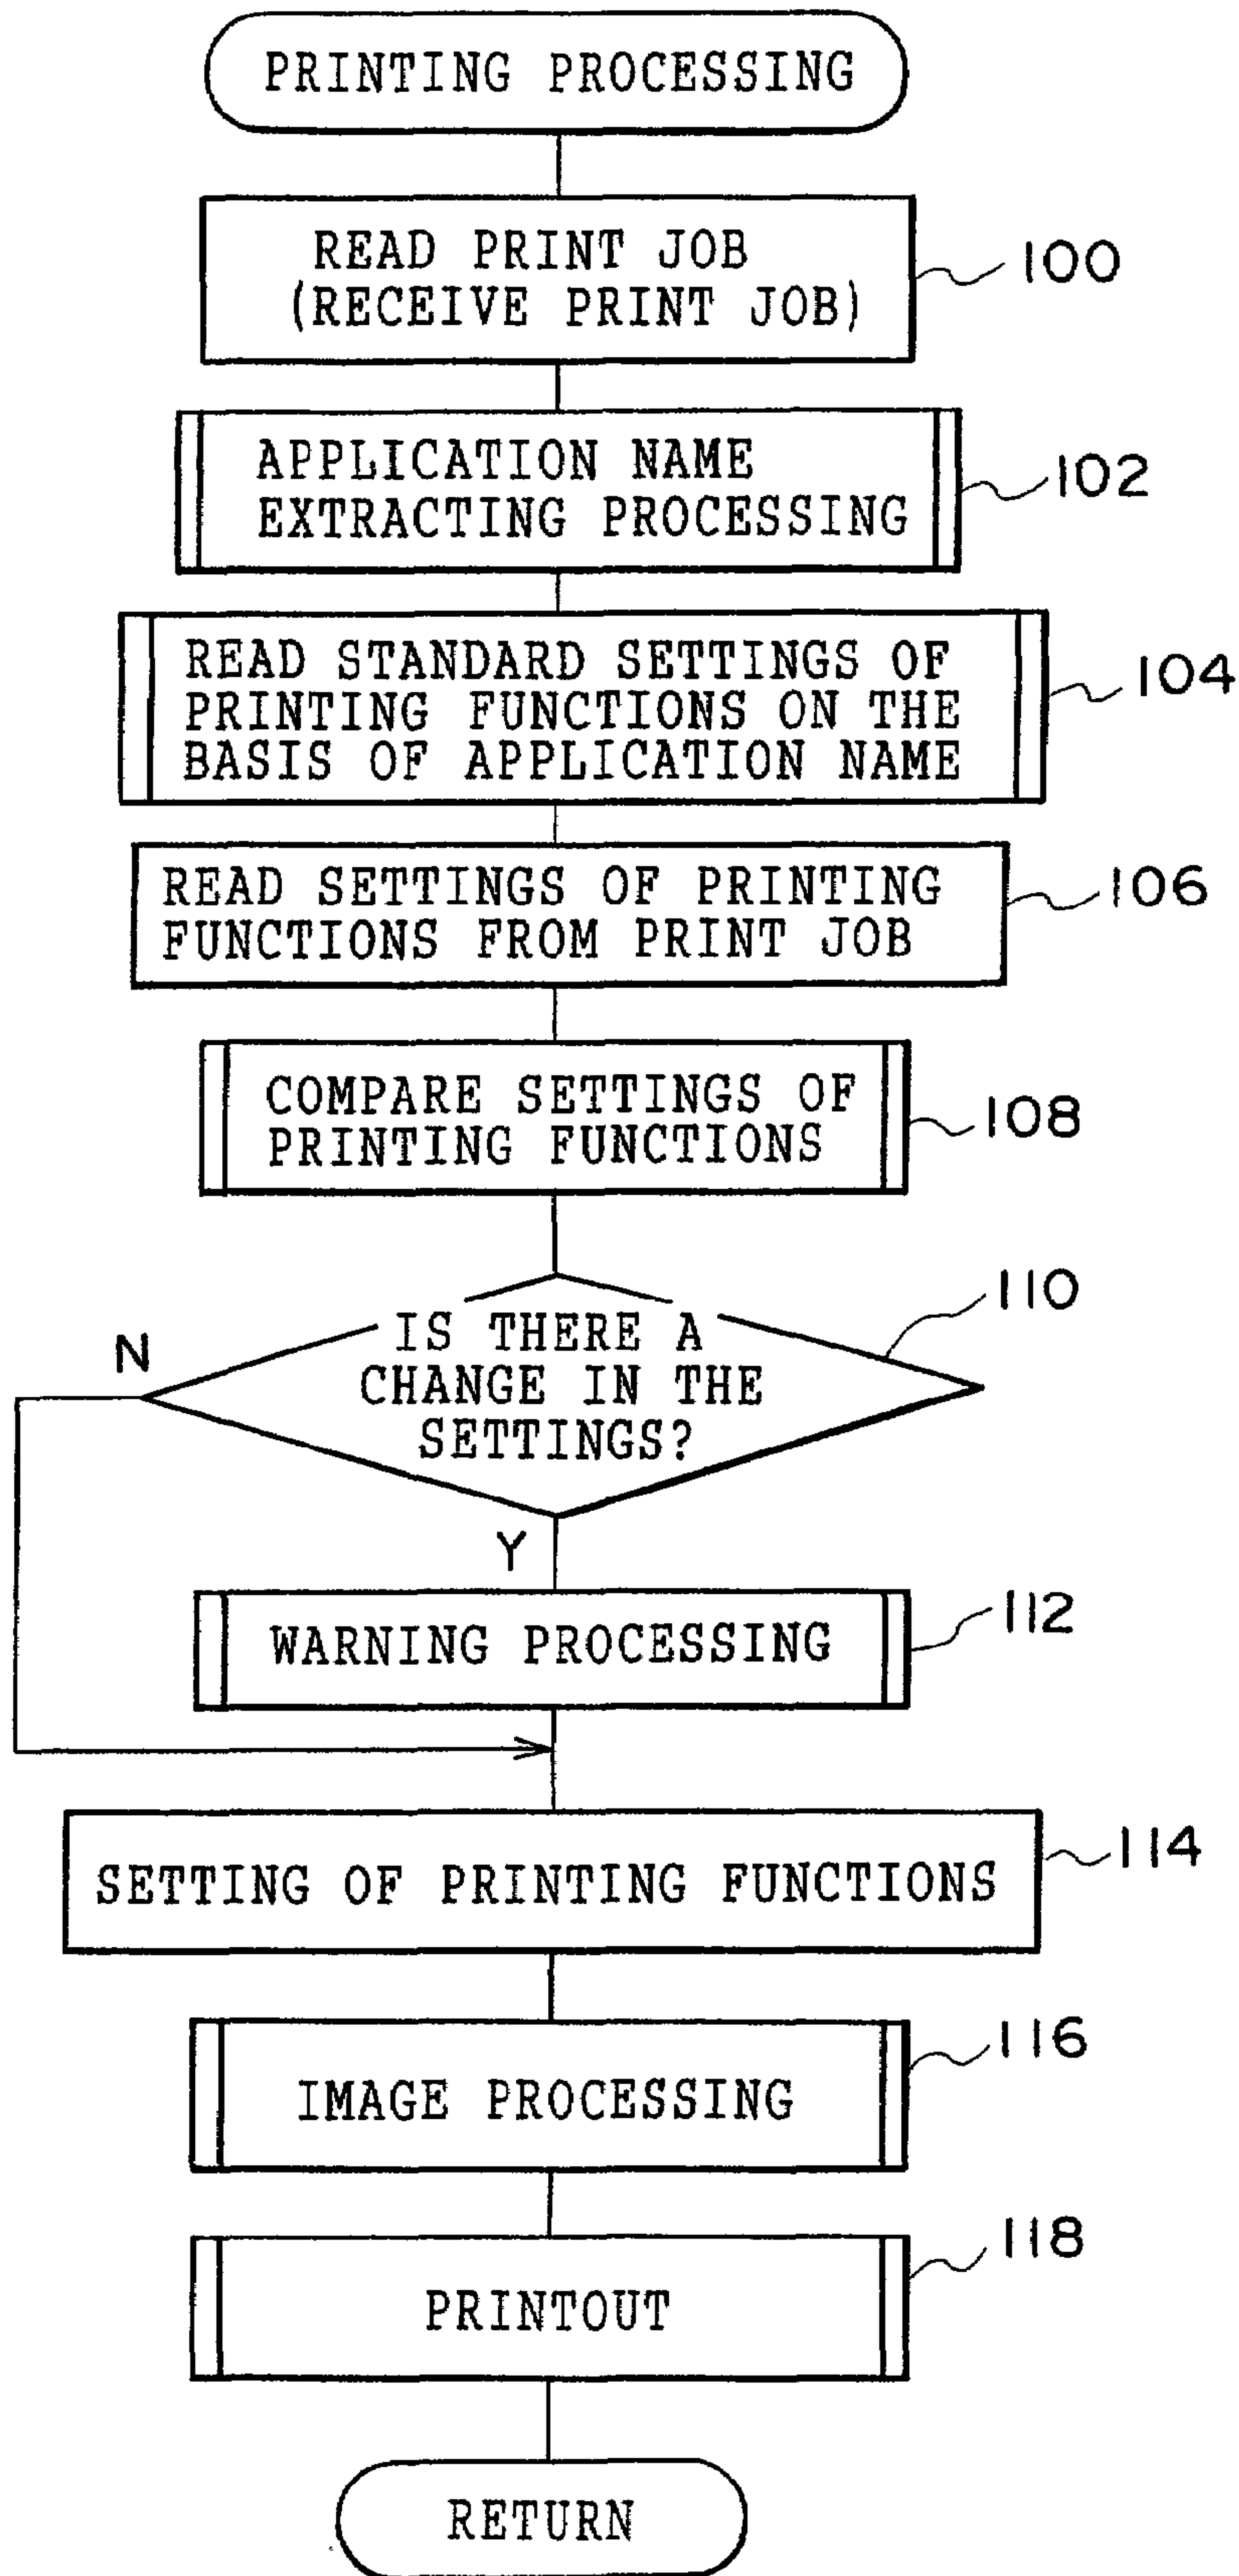 PRINTING PROCESSING
READ PRINT JOB
(RECEIVE PRINT JOB)
100
APPLICATION NAME
EXTRACTING PROCESSING
102
READ STANDARD SETTINGS OF
PRINTING FUNCTIONS ON THE
BASIS OF APPLICATION NAME
104
READ SETTINGS OF PRINTING
FUNCTIONS FROM PRINT JOB
106
COMPARE SETTINGS OF
PRINTING FUNCTIONS
108
IS THERE A
CHANGE IN THE
SETTINGS?
110
N
Y
WARNING PROCESSING
112
SETTING OF PRINTING FUNCTIONS
114
IMAGE PROCESSING
116
PRINTOUT
118
RETURN